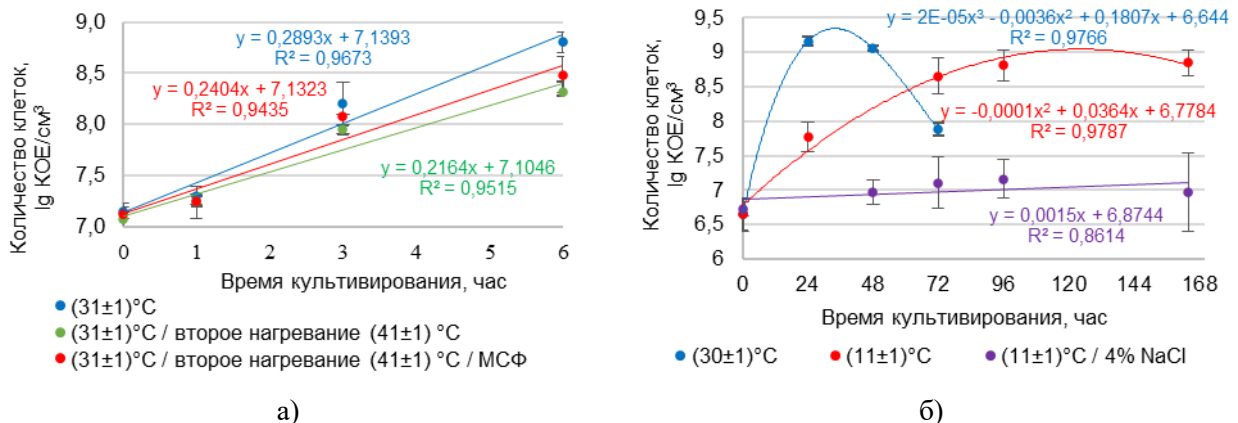 Количество клеток,
lg КОЕ/см³
9,0
8,5
8,0
7,5
7,0
y = 0,2893x + 7,1393
R² = 0,9673
y = 0,2404x + 7,1323
R² = 0,9435
y = 0,2164x + 7,1046
R² = 0,9515
0 1 2 3 4 5 6
Время культивирования, час
(31±1)°С
(31±1)°С / второе нагревание (41±1) °С
(31±1)°С / второе нагревание (41±1) °С / МСФ
а)
Количество клеток,
lg КОЕ/см³
9,5
9
8,5
8
7,5
7
6,5
6
y = 2E-05x³ - 0,0036x² + 0,1807x + 6,644
R² = 0,9766
y = -0,0001x² + 0,0364x + 6,7784
R² = 0,9787
y = 0,0015x + 6,8744
R² = 0,8614
0 24 48 72 96 120 144 168
Время культивирования, час
(30±1)°С (11±1)°С (11±1)°С / 4% NaCl
б)